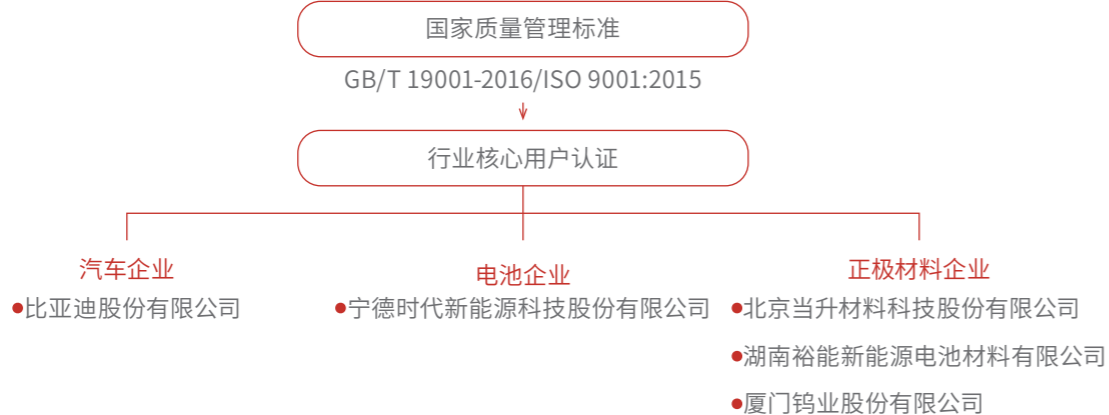 国家质量管理标准
GB/T 19001-2016/ISO 9001:2015
行业核心用户认证
汽车企业
比亚迪股份有限公司
电池企业
宁德时代新能源科技股份有限公司
正极材料企业
北京当升材料科技股份有限公司
湖南裕能新能源电池材料有限公司
厦门钨业股份有限公司